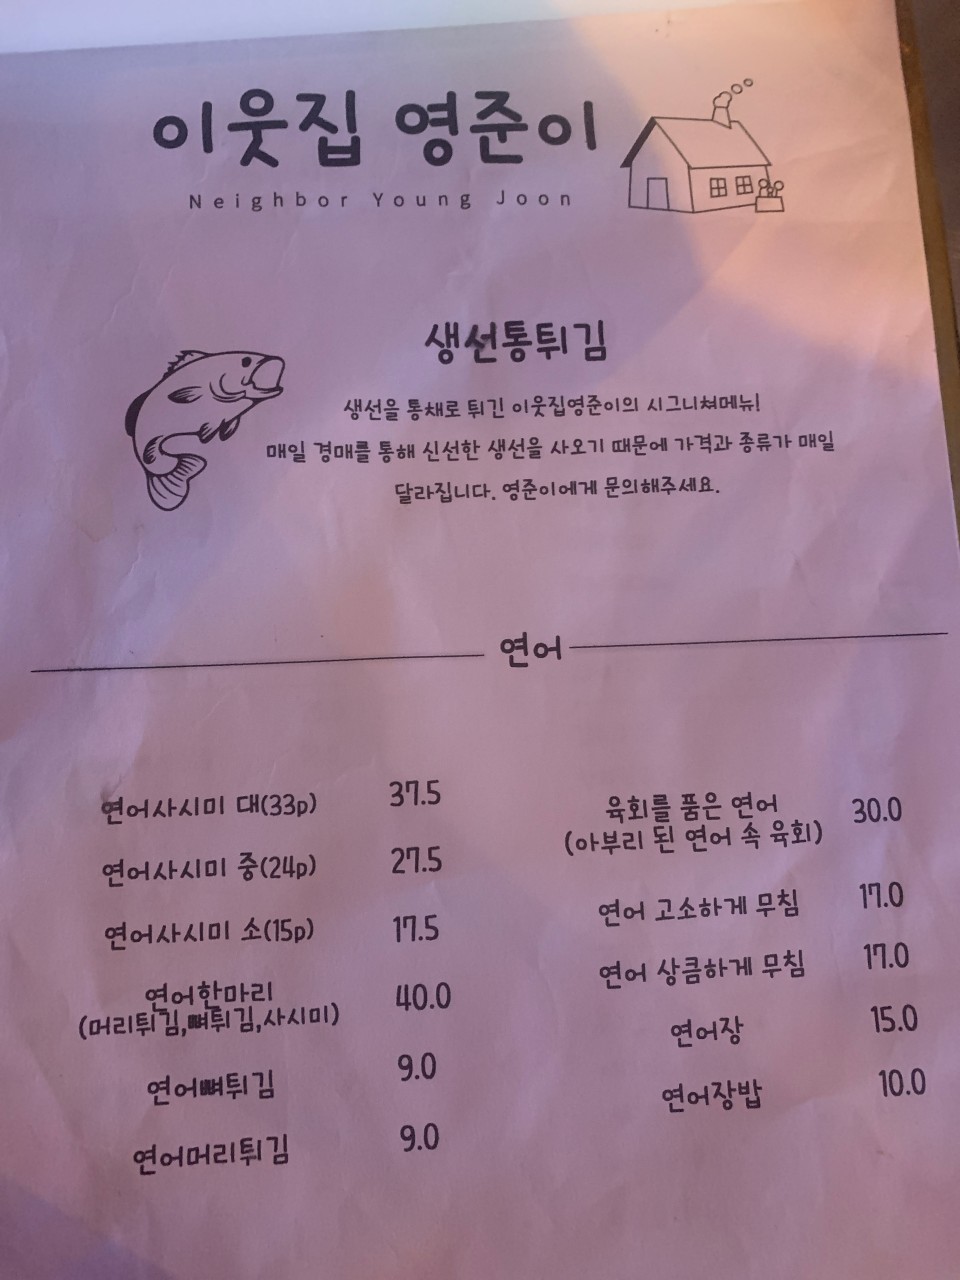 이웃집 영준이
Neighbor Young Joon
생선통튀김
생선을 통채로 튀긴 이웃집영준이의 시그니쳐메뉴!
매일 경매를 통해 신선한 생선을 사오기 때문에 가격과 종류가 매일
달라집니다. 영준이에게 문의해주세요.
연어
연어사시미 대(33p) 37.5
연어사시미 중(24p) 27.5
연어사시미 소(15p) 17.5
연어한마리 40.0
(머리튀김,뼈튀김,사시미)
연어뼈튀김 9.0
연어머리튀김 9.0
육회를 품은 연어 30.0
(아부리 된 연어 속 육회)
연어 고소하게 무침 17.0
연어 상큼하게 무침 17.0
연어장 15.0
연어장밥 10.0